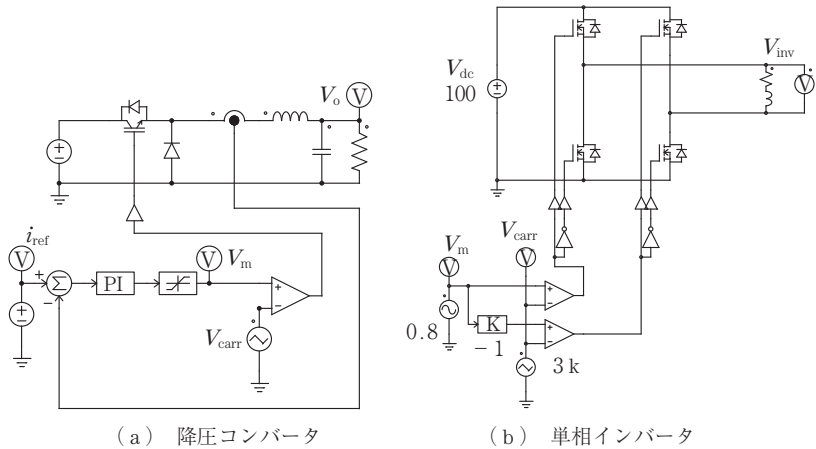 V_o
V
i_ref
V
+
Σ
−
PI
V
V_m
+
−
V_carr
(a) 降圧コンバータ
V_dc
100
V_inv
V
V_m
V
V_carr
V
0.8
K
−1
+
−
+
−
3k
(b) 単相インバータ